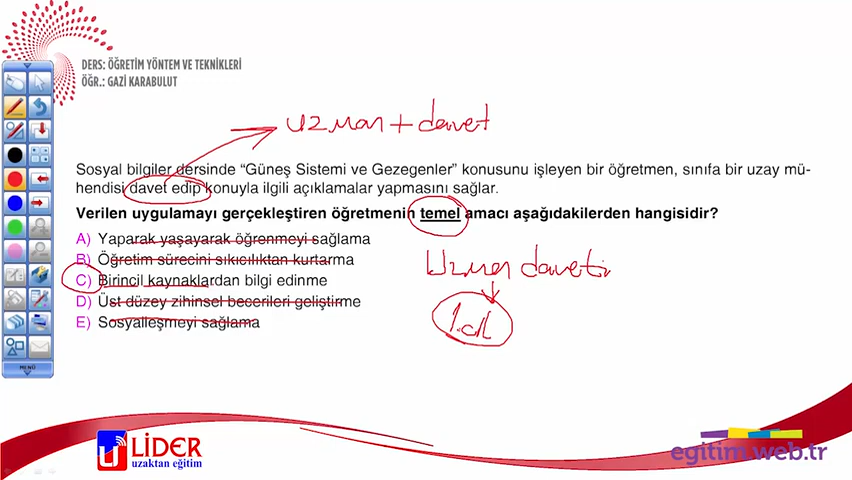 DERS: ÖĞRETİM YÖNTEM VE TEKNİKLERİ
ÖĞR.: GAZİ KARABULUT
uzman + davet
Sosyal bilgiler dersinde “Güneş Sistemi ve Gezegenler” konusunu işleyen bir öğretmen, sınıfa bir uzay mü-
hendisi davet edip konuyla ilgili açıklamalar yapmasını sağlar.
Verilen uygulamayı gerçekleştiren öğretmenin temel amacı aşağıdakilerden hangisidir?
A) Yaparak yaşayarak öğrenmeyi sağlama
B) Öğretim sürecini sıkıcılıktan kurtarma
C) Birincil kaynaklardan bilgi edinme
D) Üst düzey zihinsel becerileri geliştirme
E) Sosyalleşmeyi sağlama
Uzman daveti
MENÜ
LİDER
uzaktan eğitim
egitim.web.tr